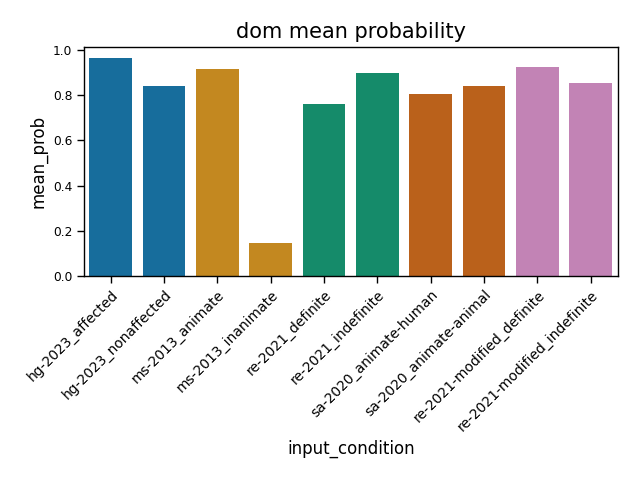 dom mean probability
1.0
0.8
0.6
0.4
0.2
0.0
mean_prob
hg-2023_affected
hg-2023_nonaffected
ms-2013_animate
ms-2013_inanimate
re-2021_definite
re-2021_indefinite
sa-2020_animate-human
sa-2020_animate-animal
re-2021-modified_definite
re-2021-modified_indefinite
input_condition